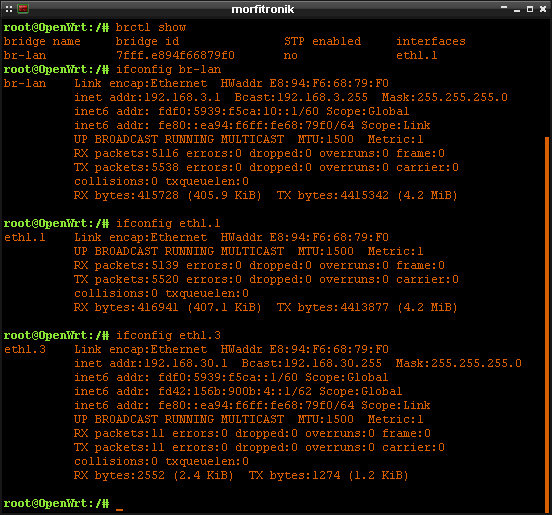 morfitronik
root@OpenWrt:/# brctl show
bridge name     bridge id               STP enabled     interfaces
br-lan          7fff.e894f66879f0       no              eth1.1
root@OpenWrt:/# ifconfig br-lan
br-lan    Link encap:Ethernet  HWaddr E8:94:F6:68:79:F0
          inet addr:192.168.3.1  Bcast:192.168.3.255  Mask:255.255.255.0
          inet6 addr: fdf0:5939:f5ca:10::1/60 Scope:Global
          inet6 addr: fe80::ea94:f6ff:fe68:79f0/64 Scope:Link
          UP BROADCAST RUNNING MULTICAST  MTU:1500  Metric:1
          RX packets:5116 errors:0 dropped:0 overruns:0 frame:0
          TX packets:5538 errors:0 dropped:0 overruns:0 carrier:0
          collisions:0 txqueuelen:0
          RX bytes:415728 (405.9 KiB)  TX bytes:4415342 (4.2 MiB)
root@OpenWrt:/# ifconfig eth1.1
eth1.1    Link encap:Ethernet  HWaddr E8:94:F6:68:79:F0
          UP BROADCAST RUNNING MULTICAST  MTU:1500  Metric:1
          RX packets:5139 errors:0 dropped:0 overruns:0 frame:0
          TX packets:5520 errors:0 dropped:0 overruns:0 carrier:0
          collisions:0 txqueuelen:0
          RX bytes:416941 (407.1 KiB)  TX bytes:4413877 (4.2 MiB)
root@OpenWrt:/# ifconfig eth1.3
eth1.3    Link encap:Ethernet  HWaddr E8:94:F6:68:79:F0
          inet addr:192.168.30.1  Bcast:192.168.30.255  Mask:255.255.255.0
          inet6 addr: fdf0:5939:f5ca::1/60 Scope:Global
          inet6 addr: fd42:156b:900b:4::1/62 Scope:Global
          inet6 addr: fe80::ea94:f6ff:fe68:79f0/64 Scope:Link
          UP BROADCAST RUNNING MULTICAST  MTU:1500  Metric:1
          RX packets:11 errors:0 dropped:0 overruns:0 frame:0
          TX packets:11 errors:0 dropped:0 overruns:0 carrier:0
          collisions:0 txqueuelen:0
          RX bytes:2552 (2.4 KiB)  TX bytes:1274 (1.2 KiB)
root@OpenWrt:/#